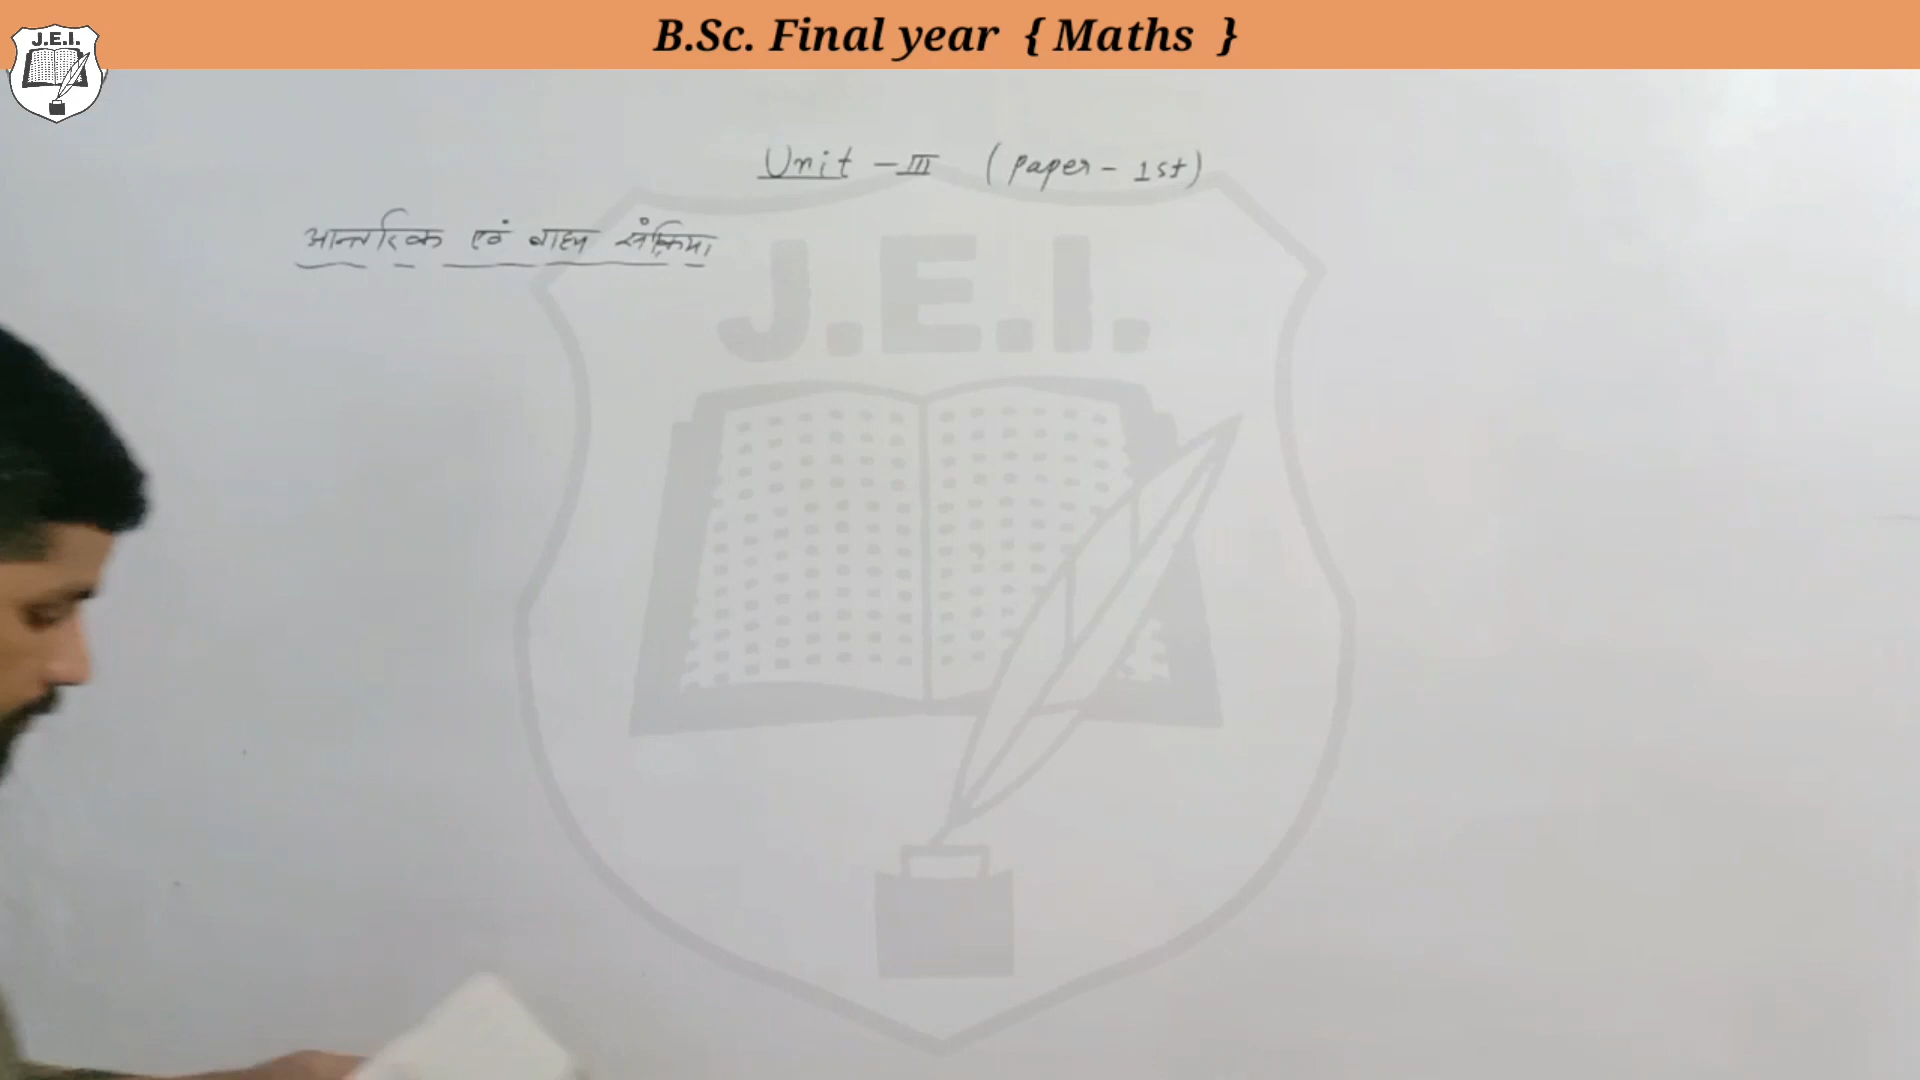 B.Sc. Final year { Maths }
J.E.I.
Unit - III (paper - 1st)
आन्तरिक एवं बाह्य संक्रिया
J.E.I.